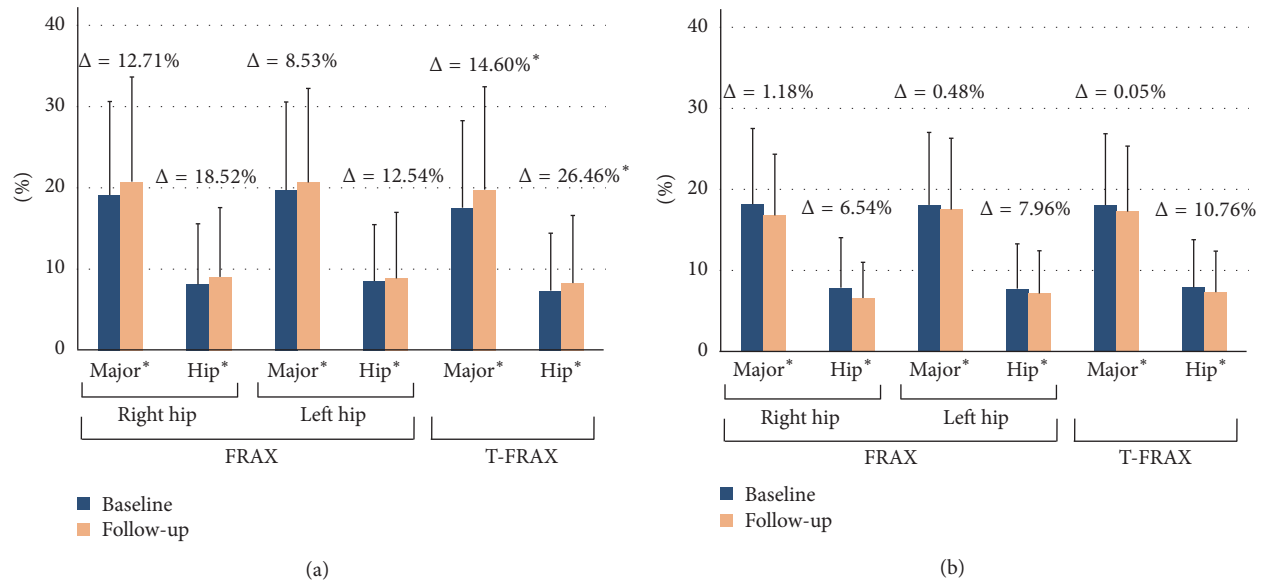 40
30
20
10
0
(%)
Δ = 12.71%
Δ = 8.53%
Δ = 14.60%*
Δ = 18.52%
Δ = 12.54%
Δ = 26.46%*
Major* Hip* Major* Hip* Major* Hip*
Right hip Left hip
FRAX T-FRAX
Baseline
Follow-up
(a)
40
30
20
10
0
(%)
Δ = 1.18%
Δ = 0.48%
Δ = 0.05%
Δ = 6.54%
Δ = 7.96%
Δ = 10.76%
Major* Hip* Major* Hip* Major* Hip*
Right hip Left hip
FRAX T-FRAX
Baseline
Follow-up
(b)